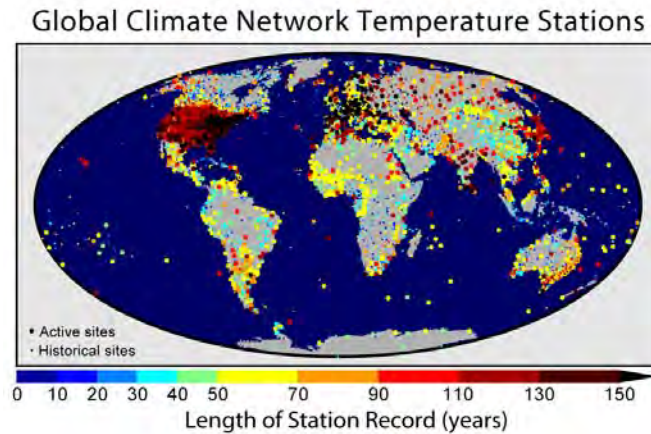 Global Climate Network Temperature Stations
• Active sites
· Historical sites
0 10 20 30 40 50 70 90 110 130 150
Length of Station Record (years)